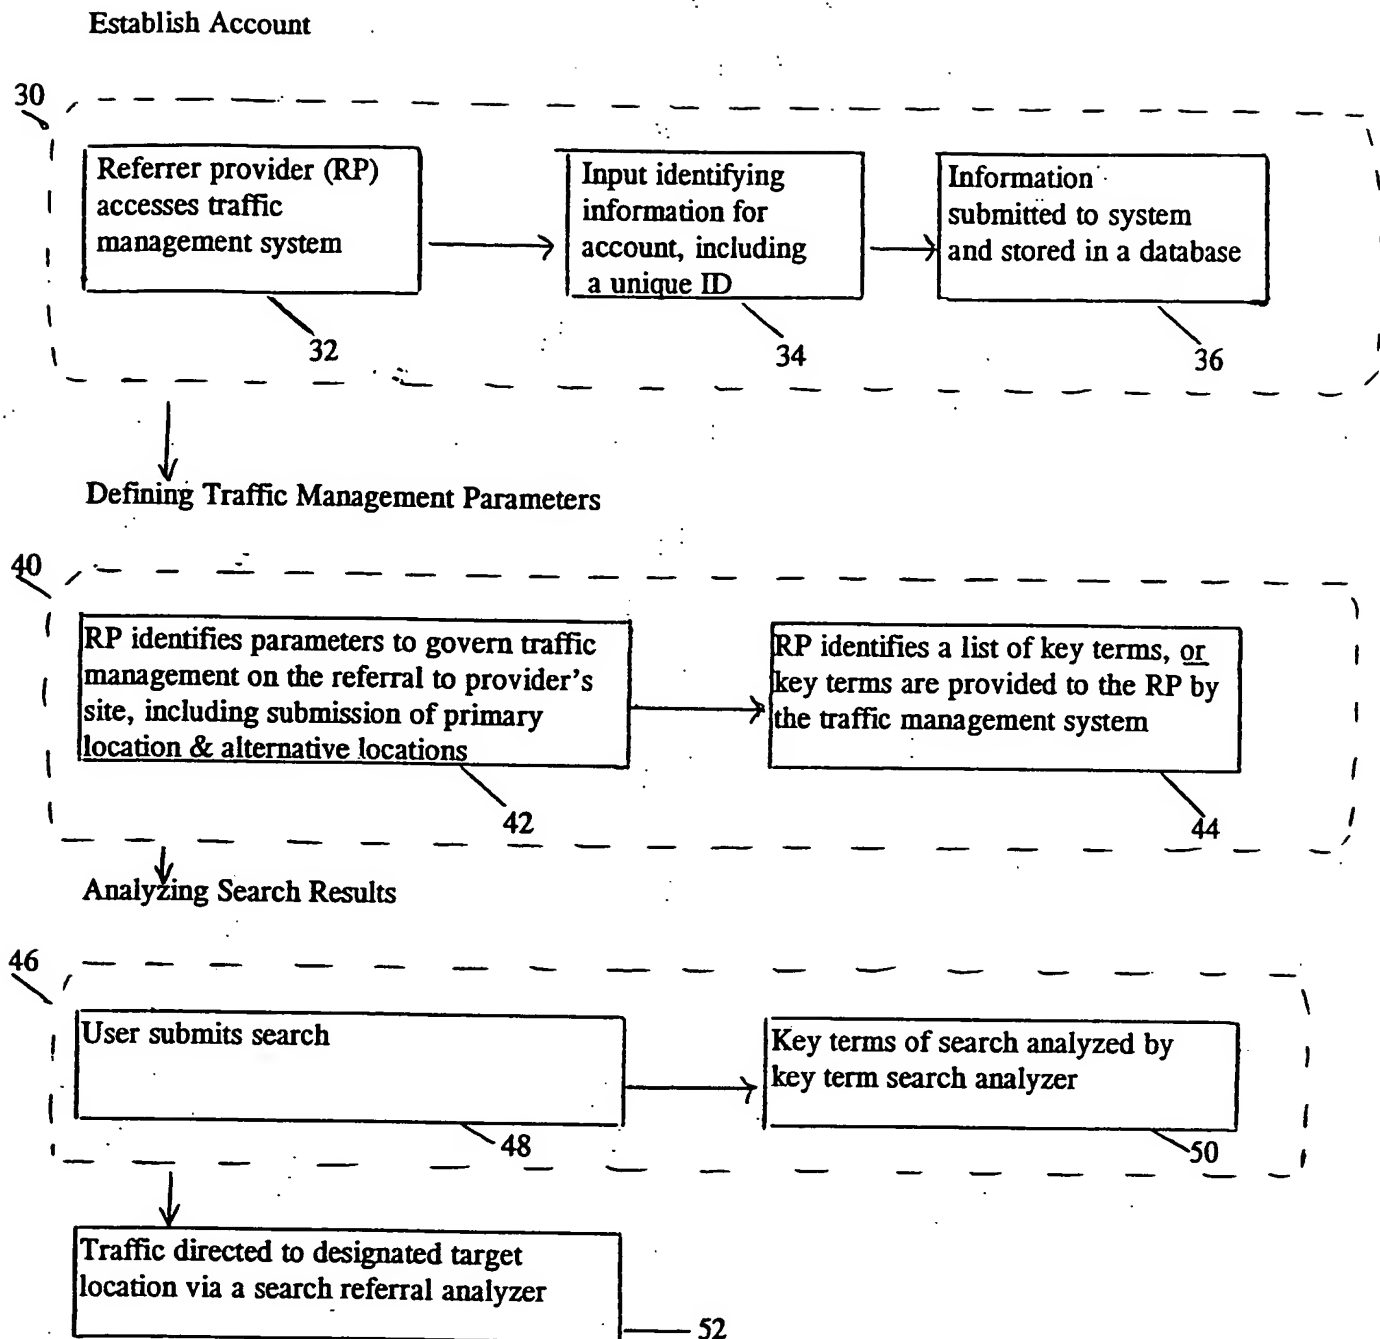 Establish Account
30
Referrer provider (RP)
accesses traffic
management system
32
Input identifying
information for
account, including
a unique ID
34
Information
submitted to system
and stored in a database
36
Defining Traffic Management Parameters
40
RP identifies parameters to govern traffic
management on the referral to provider's
site, including submission of primary
location & alternative locations
42
RP identifies a list of key terms, or
key terms are provided to the RP by
the traffic management system
44
Analyzing Search Results
46
User submits search
48
Key terms of search analyzed by
key term search analyzer
50
Traffic directed to designated target
location via a search referral analyzer
52